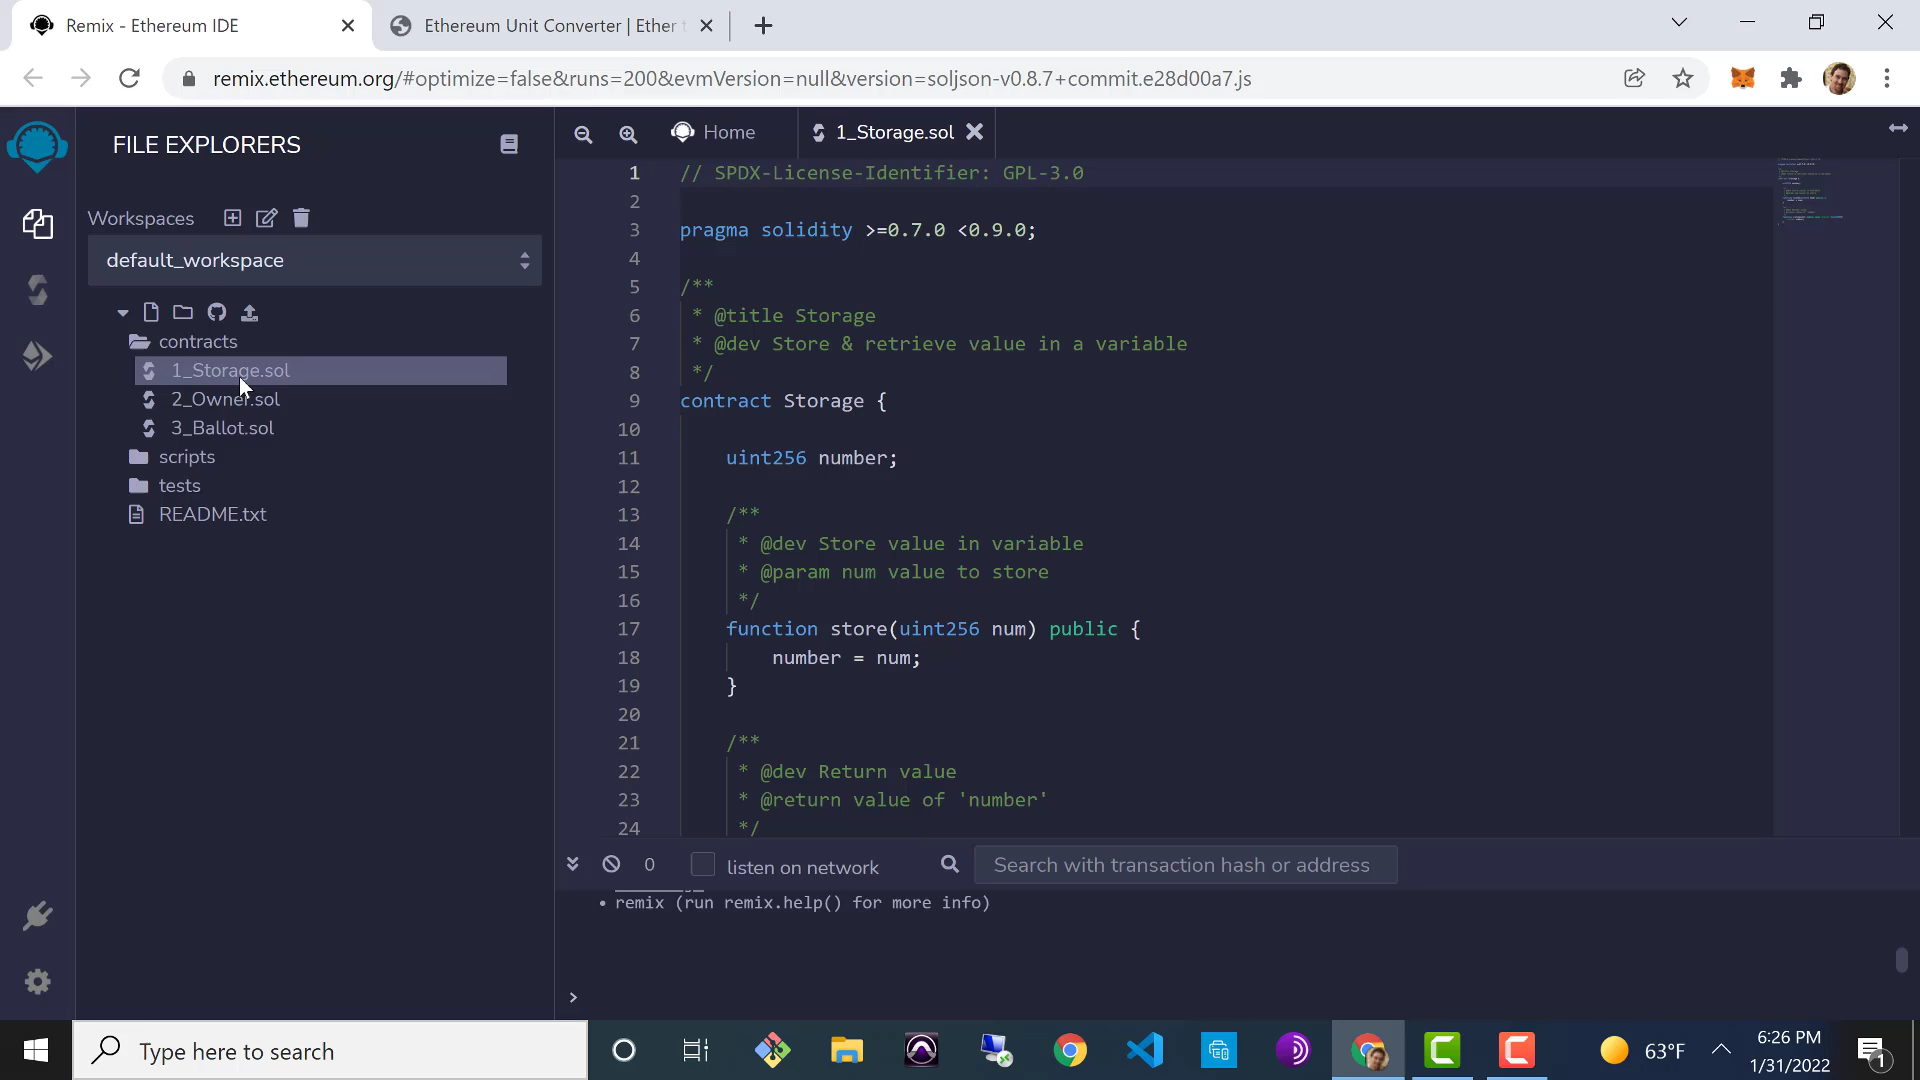 Remix - Ethereum IDE
Ethereum Unit Converter | Ether
remix.ethereum.org/#optimize=false&runs=200&evmVersion=null&version=soljson-v0.8.7+commit.e28d00a7.js
FILE EXPLORERS
Workspaces
default_workspace
contracts
1_Storage.sol
2_Owner.sol
3_Ballot.sol
scripts
tests
README.txt
Home
1_Storage.sol
1 // SPDX-License-Identifier: GPL-3.0
2
3 pragma solidity >=0.7.0 <0.9.0;
4
5 /**
6 * @title Storage
7 * @dev Store & retrieve value in a variable
8 */
9 contract Storage {
10
11 uint256 number;
12
13 /**
14 * @dev Store value in variable
15 * @param num value to store
16 */
17 function store(uint256 num) public {
18 number = num;
19 }
20
21 /**
22 * @dev Return value
23 * @return value of 'number'
24 */
0
listen on network
Search with transaction hash or address
• remix (run remix.help() for more info)
>
Type here to search
63°F
6:26 PM
1/31/2022
1